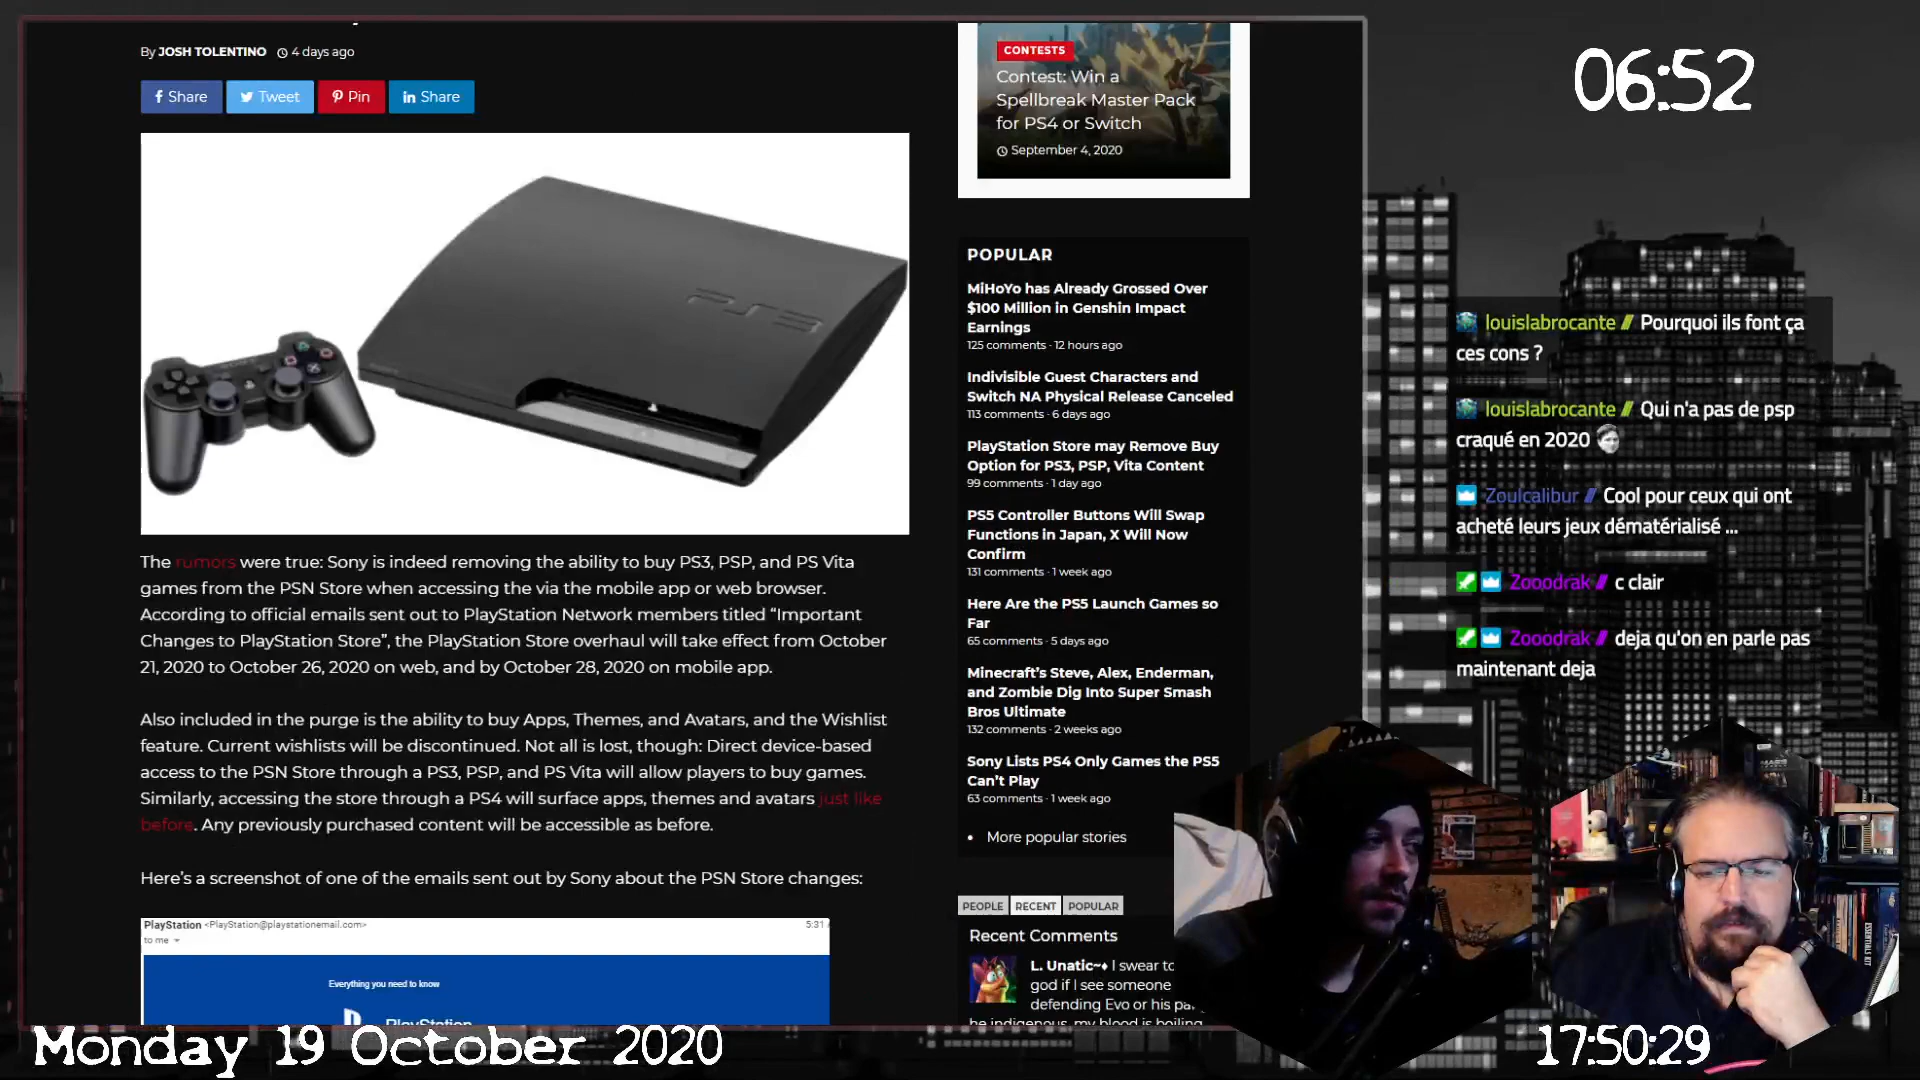 By JOSH TOLENTINO 4 days ago
Share Tweet Pin Share
PS3
The rumors were true: Sony is indeed removing the ability to buy PS3, PSP, and PS Vita
games from the PSN Store when accessing the via the mobile app or web browser.
According to official emails sent out to PlayStation Network members titled “Important
Changes to PlayStation Store”, the PlayStation Store overhaul will take effect from October
21, 2020 to October 26, 2020 on web, and by October 28, 2020 on mobile app.
Also included in the purge is the ability to buy Apps, Themes, and Avatars, and the Wishlist
feature. Current wishlists will be discontinued. Not all is lost, though: Direct device-based
access to the PSN Store through a PS3, PSP, and PS Vita will allow players to buy games.
Similarly, accessing the store through a PS4 will surface apps, themes and avatars just like
before. Any previously purchased content will be accessible as before.
Here’s a screenshot of one of the emails sent out by Sony about the PSN Store changes:
PlayStation <PlayStation@playstationemail.com> 5:31
to me
Everything you need to know
PlayStation
CONTESTS
Contest: Win a
Spellbreak Master Pack
for PS4 or Switch
September 4, 2020
POPULAR
MiHoYo has Already Grossed Over
$100 Million in Genshin Impact
Earnings
125 comments · 12 hours ago
Indivisible Guest Characters and
Switch NA Physical Release Canceled
113 comments · 6 days ago
PlayStation Store may Remove Buy
Option for PS3, PSP, Vita Content
99 comments · 1 day ago
PS5 Controller Buttons Will Swap
Functions in Japan, X Will Now
Confirm
131 comments · 1 week ago
Here Are the PS5 Launch Games so
Far
65 comments · 5 days ago
Minecraft’s Steve, Alex, Enderman,
and Zombie Dig Into Super Smash
Bros Ultimate
132 comments · 2 weeks ago
Sony Lists PS4 Only Games the PS5
Can’t Play
63 comments · 1 week ago
• More popular stories
PEOPLE RECENT POPULAR
Recent Comments
L. Unatic~♦ I swear to
god if I see someone
defending Evo or his
be indigenous, my blood is boiling
06:52
louislabrocante // Pourquoi ils font ça
ces cons ?
louislabrocante // Qui n'a pas de psp
craqué en 2020
Zoulcalibur // Cool pour ceux qui ont
acheté leurs jeux dématérialisé ...
Zooodrak // c clair
Zooodrak // deja qu'on en parle pas
maintenant deja
Monday 19 October 2020
17:50:29